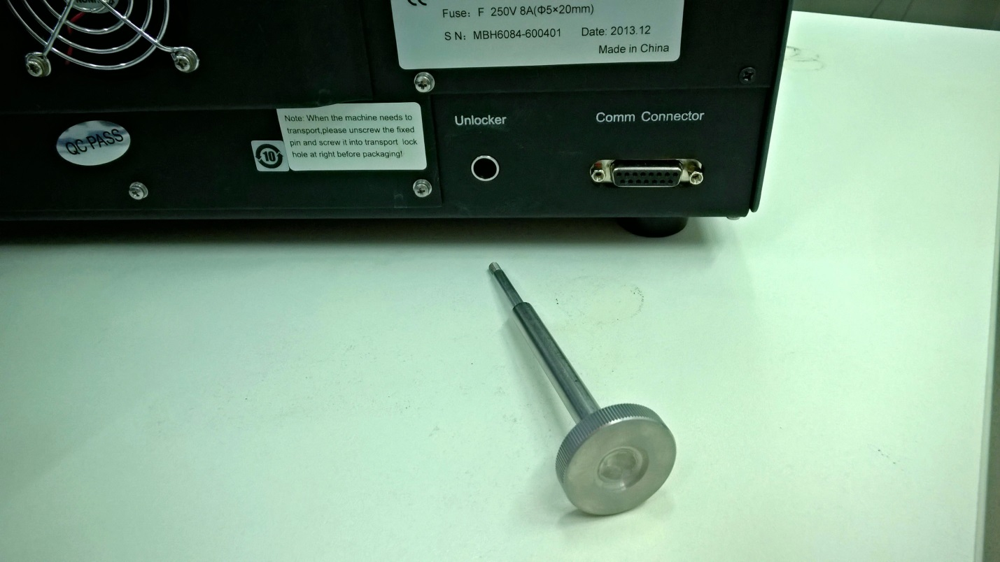 Fuse: F 250V 8A(Φ5×20mm)
S N: MBH6084-600401 Date: 2013.12
Made in China
QC PASS
10
Note: When the machine needs to
transport,please unscrew the fixed
pin and screw it into transport lock
hole at right before packaging!
Unlocker
Comm Connector